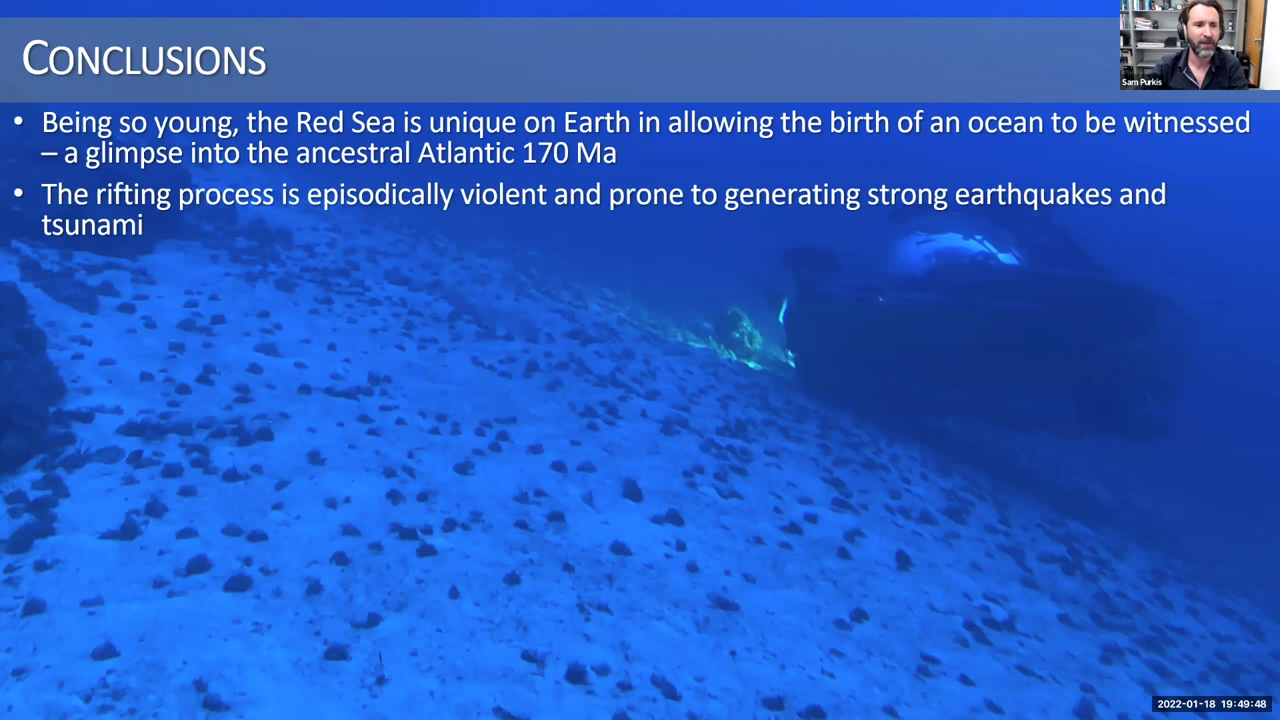 CONCLUSIONS
Sam Purkis
• Being so young, the Red Sea is unique on Earth in allowing the birth of an ocean to be witnessed
– a glimpse into the ancestral Atlantic 170 Ma
• The rifting process is episodically violent and prone to generating strong earthquakes and
tsunami
2022-01-18 19:49:48